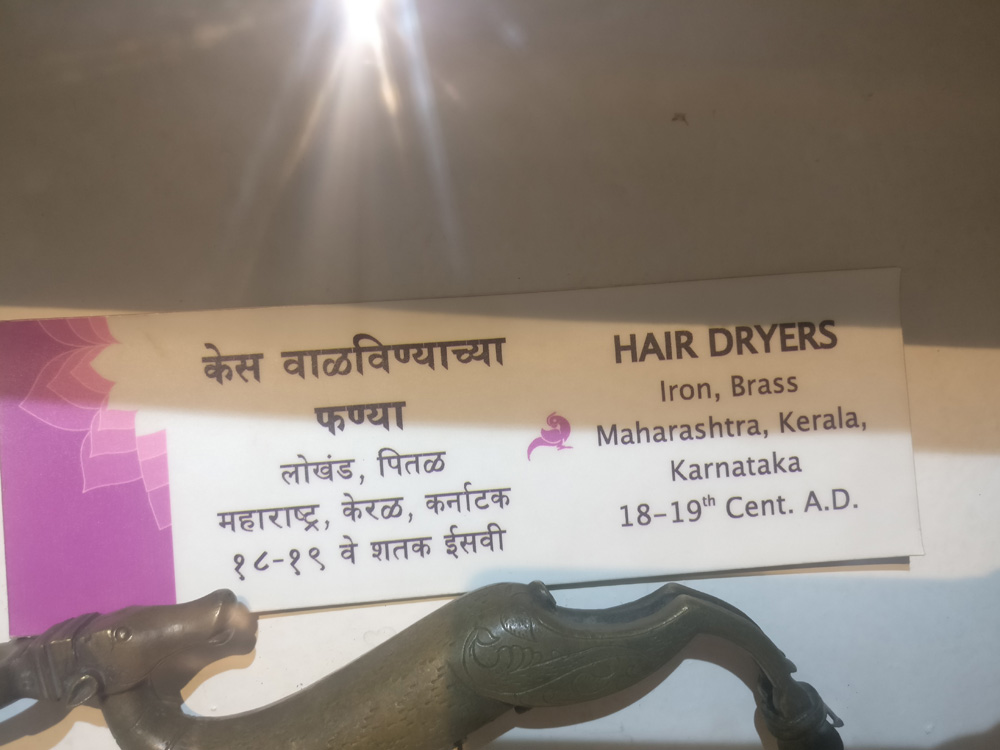 केस वाळविण्याच्या
फण्या
लोखंड, पितळ
महाराष्ट्र, केरळ, कर्नाटक
१८-१९ वे शतक ईसवी
HAIR DRYERS
Iron, Brass
Maharashtra, Kerala,
Karnataka
18-19th Cent. A.D.